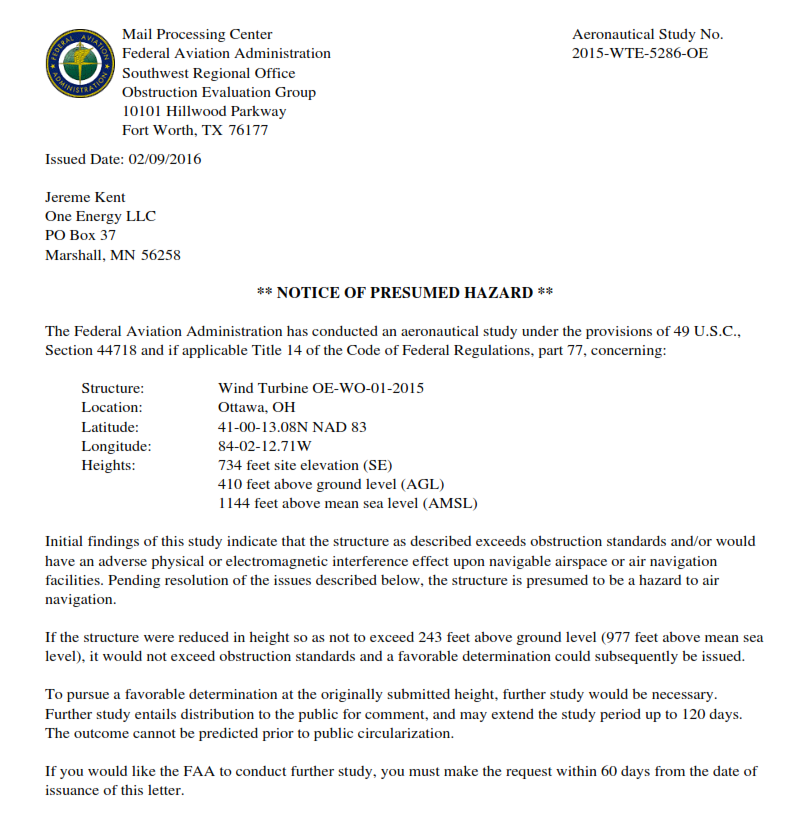 FEDERAL AVIATION
ADMINISTRATION
Mail Processing Center
Federal Aviation Administration
Southwest Regional Office
Obstruction Evaluation Group
10101 Hillwood Parkway
Fort Worth, TX 76177
Aeronautical Study No.
2015-WTE-5286-OE
Issued Date: 02/09/2016
Jereme Kent
One Energy LLC
PO Box 37
Marshall, MN 56258
** NOTICE OF PRESUMED HAZARD **
The Federal Aviation Administration has conducted an aeronautical study under the provisions of 49 U.S.C.,
Section 44718 and if applicable Title 14 of the Code of Federal Regulations, part 77, concerning:
Structure: Wind Turbine OE-WO-01-2015
Location: Ottawa, OH
Latitude: 41-00-13.08N NAD 83
Longitude: 84-02-12.71W
Heights: 734 feet site elevation (SE)
410 feet above ground level (AGL)
1144 feet above mean sea level (AMSL)
Initial findings of this study indicate that the structure as described exceeds obstruction standards and/or would
have an adverse physical or electromagnetic interference effect upon navigable airspace or air navigation
facilities. Pending resolution of the issues described below, the structure is presumed to be a hazard to air
navigation.
If the structure were reduced in height so as not to exceed 243 feet above ground level (977 feet above mean sea
level), it would not exceed obstruction standards and a favorable determination could subsequently be issued.
To pursue a favorable determination at the originally submitted height, further study would be necessary.
Further study entails distribution to the public for comment, and may extend the study period up to 120 days.
The outcome cannot be predicted prior to public circularization.
If you would like the FAA to conduct further study, you must make the request within 60 days from the date of
issuance of this letter.